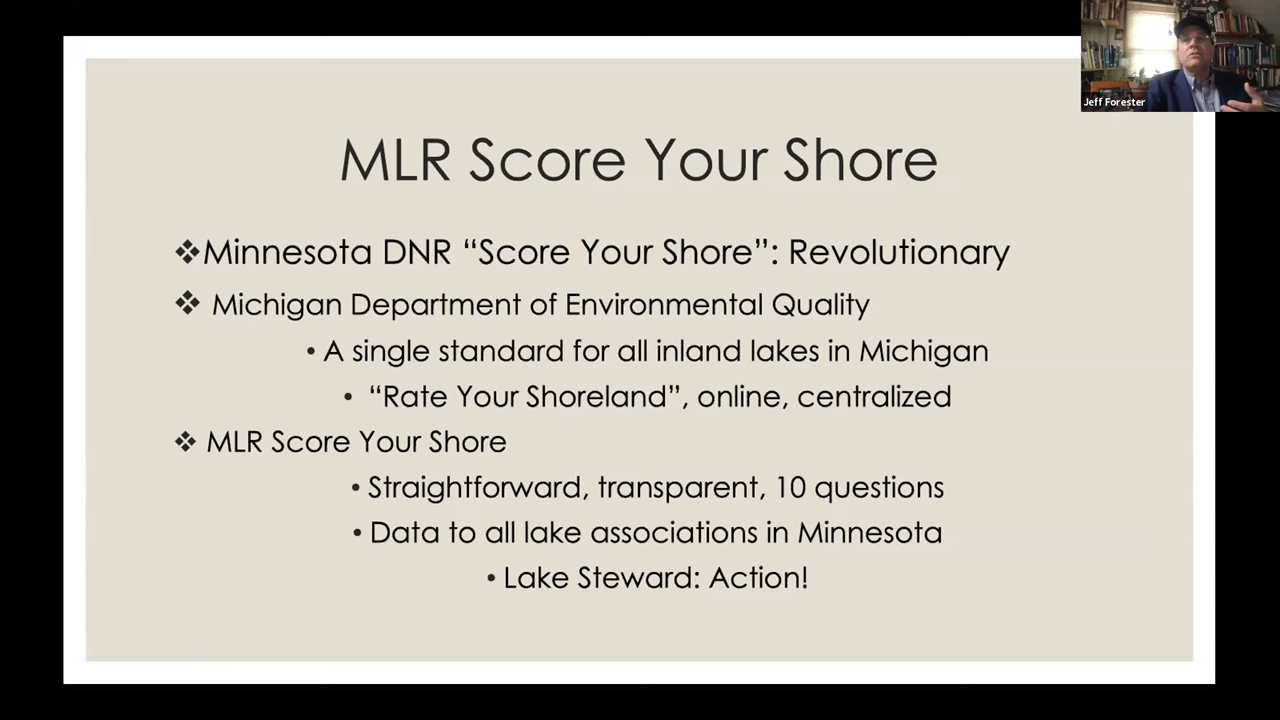 MLR Score Your Shore
❖Minnesota DNR “Score Your Shore”: Revolutionary
❖ Michigan Department of Environmental Quality
• A single standard for all inland lakes in Michigan
• “Rate Your Shoreland”, online, centralized
❖ MLR Score Your Shore
• Straightforward, transparent, 10 questions
• Data to all lake associations in Minnesota
• Lake Steward: Action!
Jeff Forester